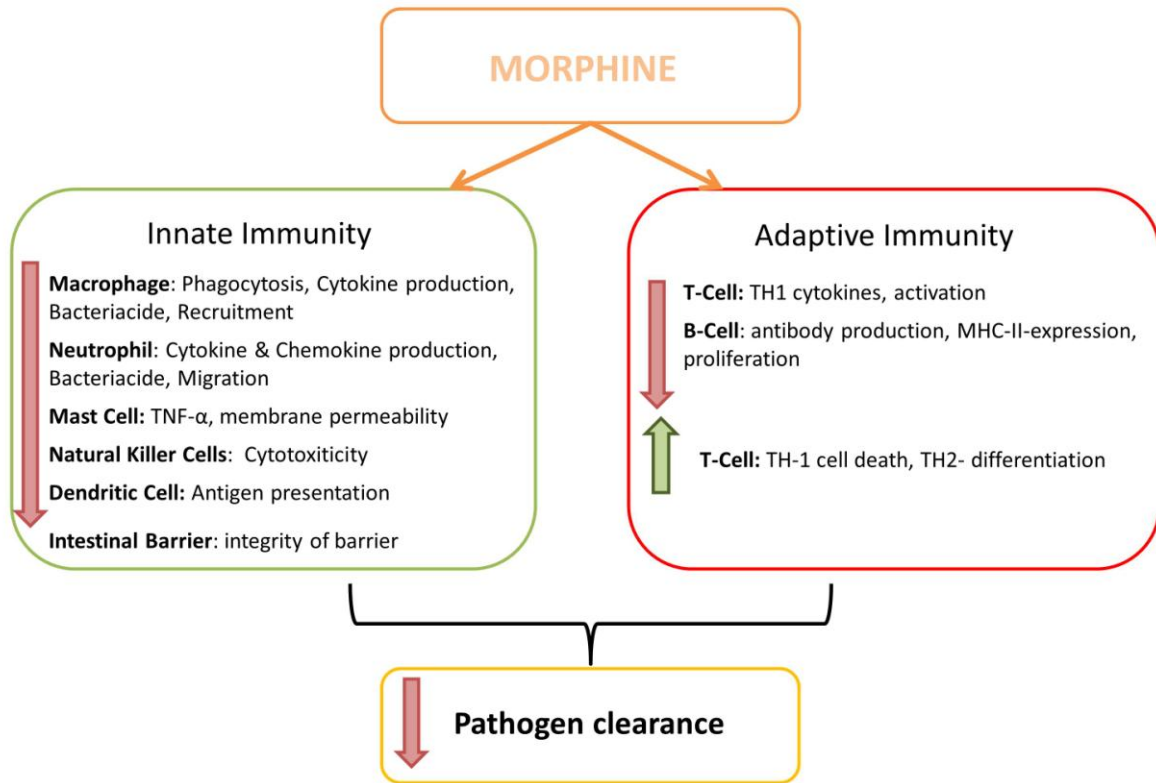 MORPHINE
Innate Immunity
Macrophage: Phagocytosis, Cytokine production,
Bacteriacide, Recruitment
Neutrophil: Cytokine & Chemokine production,
Bacteriacide, Migration
Mast Cell: TNF-α, membrane permeability
Natural Killer Cells: Cytotoxiticity
Dendritic Cell: Antigen presentation
Intestinal Barrier: integrity of barrier
Adaptive Immunity
T-Cell: TH1 cytokines, activation
B-Cell: antibody production, MHC-II-expression,
proliferation
T-Cell: TH-1 cell death, TH2- differentiation
Pathogen clearance